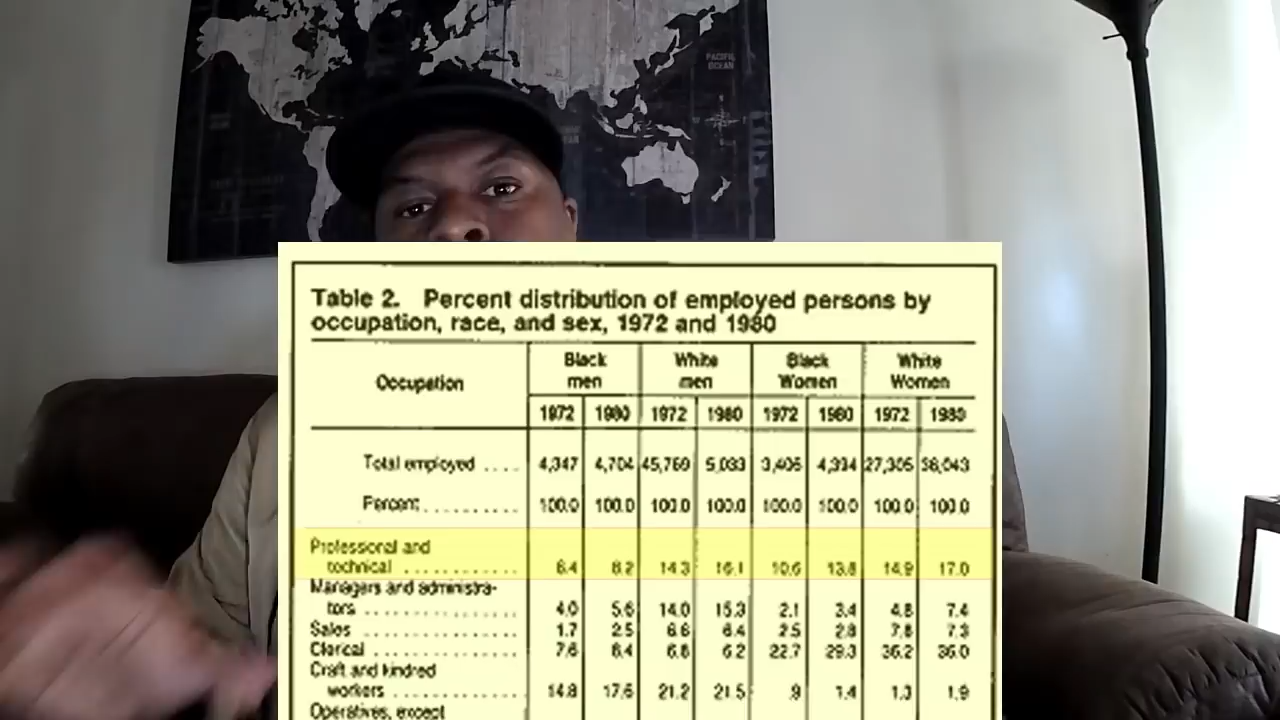 PACIFIC
OCEAN
Table 2. Percent distribution of employed persons by
occupation, race, and sex, 1972 and 1980
Occupation Black men White men Black Women White Women
1972 1980 1972 1980 1972 1980 1972 1980
Total employed .... 4,347 4,704 45,769 5,033 3,406 4,334 27,305 36,043
Percent .......... 100.0 100.0 100.0 100.0 100.0 100.0 100.0 100.0
Professional and
technical ............ 6.4 8.2 14.3 16.1 10.6 13.8 14.9 17.0
Managers and administra-
tors ................ 4.0 5.6 14.0 15.3 2.1 3.4 4.8 7.4
Sales ................ 1.7 2.5 6.6 6.4 2.5 2.8 7.8 7.3
Clerical ............... 7.6 8.4 6.8 6.2 22.7 29.3 36.2 36.0
Craft and kindred
workers .............. 14.8 17.6 21.2 21.5 .9 1.4 1.3 1.9
Operatives, except